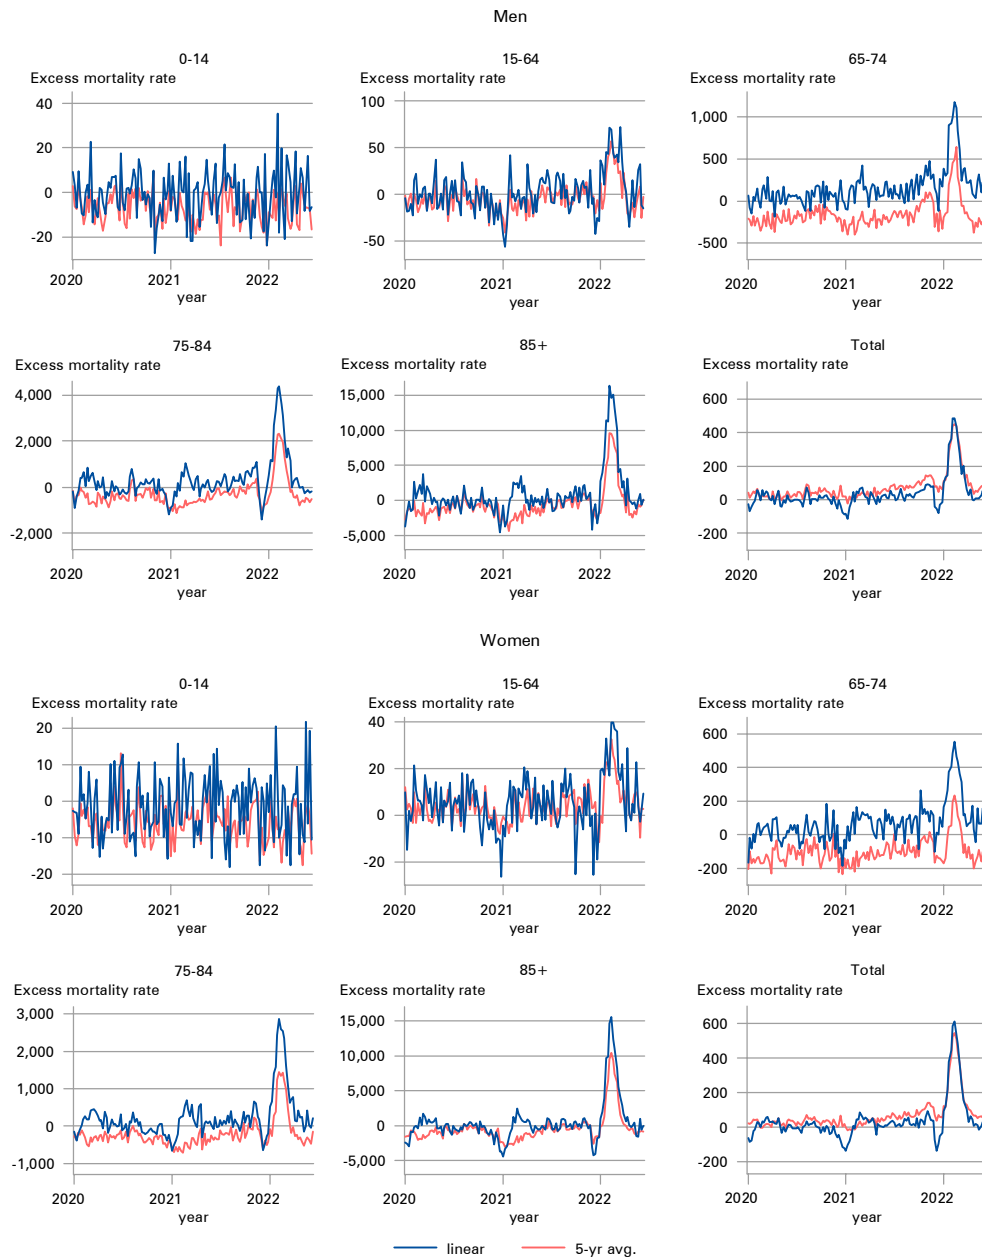 Men
0-14
15-64
65-74
Excess mortality rate
Excess mortality rate
Excess mortality rate
40
20
0
-20
100
50
0
-50
1,000
500
0
-500
2020 2021 2022
2020 2021 2022
2020 2021 2022
year
year
year
75-84
85+
Total
Excess mortality rate
Excess mortality rate
Excess mortality rate
4,000
2,000
0
-2,000
15,000
10,000
5,000
0
-5,000
600
400
200
0
-200
2020 2021 2022
2020 2021 2022
2020 2021 2022
year
year
year
Women
0-14
15-64
65-74
Excess mortality rate
Excess mortality rate
Excess mortality rate
20
10
0
-10
-20
40
20
0
-20
600
400
200
0
-200
2020 2021 2022
2020 2021 2022
2020 2021 2022
year
year
year
75-84
85+
Total
Excess mortality rate
Excess mortality rate
Excess mortality rate
3,000
2,000
1,000
0
-1,000
15,000
10,000
5,000
0
-5,000
600
400
200
0
-200
2020 2021 2022
2020 2021 2022
2020 2021 2022
year
year
year
linear 5-yr avg.